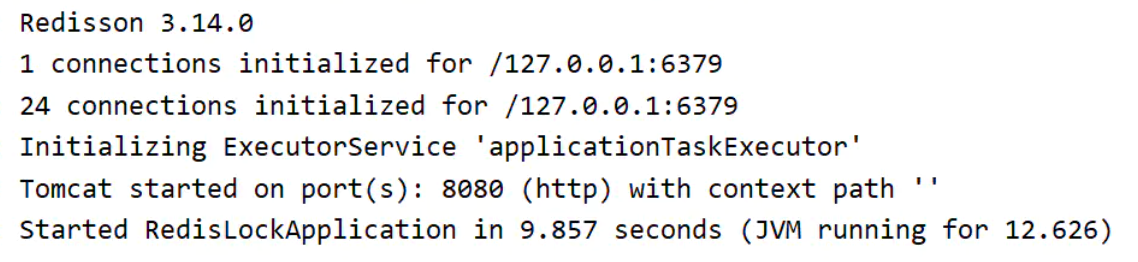 Redisson 3.14.0
1 connections initialized for /127.0.0.1:6379
24 connections initialized for /127.0.0.1:6379
Initializing ExecutorService 'applicationTaskExecutor'
Tomcat started on port(s): 8080 (http) with context path ''
Started RedisLockApplication in 9.857 seconds (JVM running for 12.626)